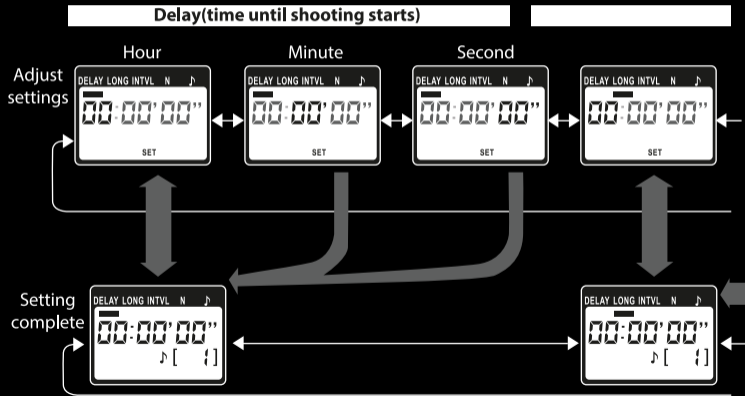 Delay(time until shooting starts)
Hour Minute Second
Adjust
settings
DELAY LONG INTVL N ♪ DELAY LONG INTVL N ♪ DELAY LONG INTVL N ♪ DELAY LONG INTVL N ♪
00:00'00" 00:00'00" 00:00'00" 00:00'00"
SET SET SET SET
Setting
complete
DELAY LONG INTVL N ♪ DELAY LONG INTVL N ♪
00:00'00" 00:00'00"
♪[ 1] ♪[ 1]